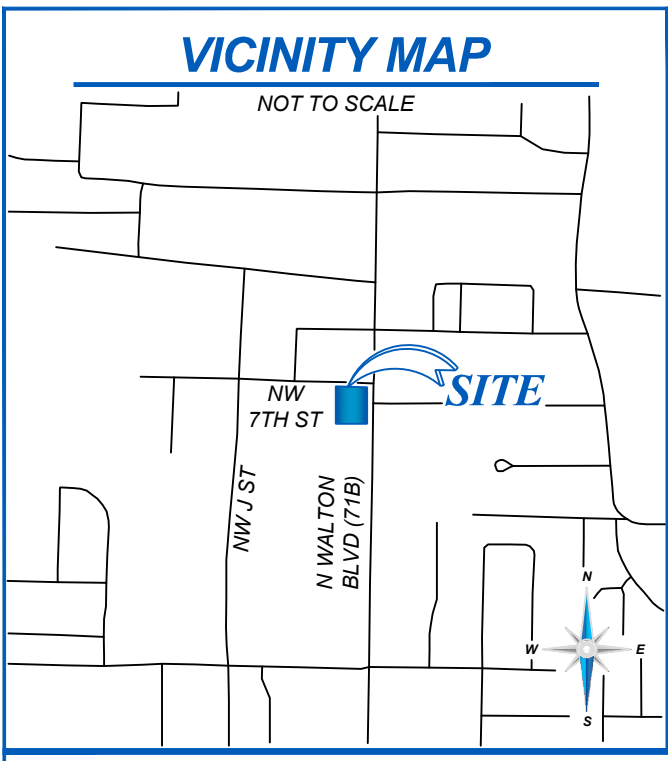 VICINITY MAP
NOT TO SCALE
SITE
NW
7TH ST
NW J ST
N WALTON
BLVD (71B)
N
W
E
S